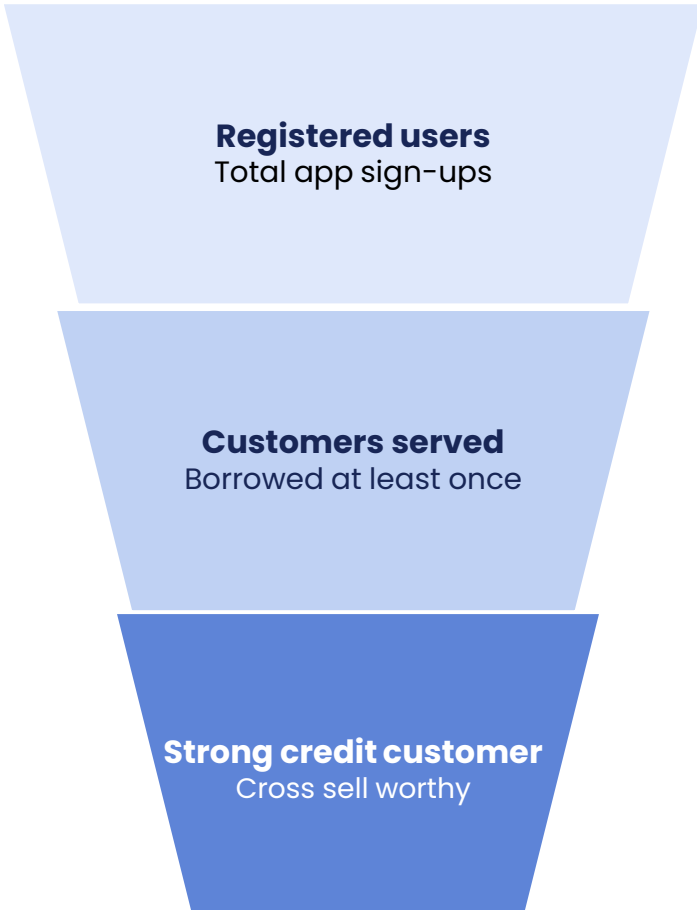 Registered users
Total app sign-ups
Customers served
Borrowed at least once
Strong credit customer
Cross sell worthy